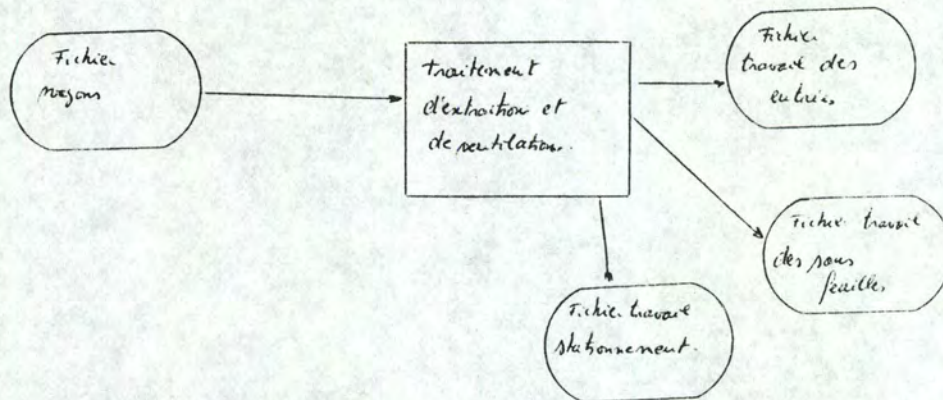 Fichier
wagons
traitement
d'extraction et
de ventilation.
Fichier
travail des
entrées
Fichier travail
des sous
feuilles
Fichier travail
stationnement.